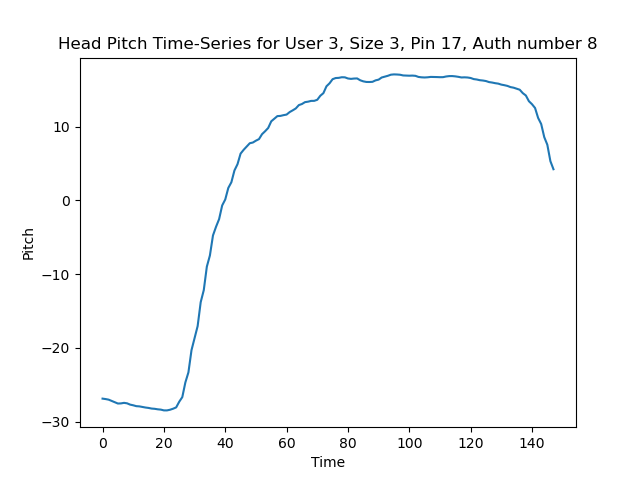 Head Pitch Time-Series for User 3, Size 3, Pin 17, Auth number 8
10
0
−10
−20
−30
Pitch
0 20 40 60 80 100 120 140
Time